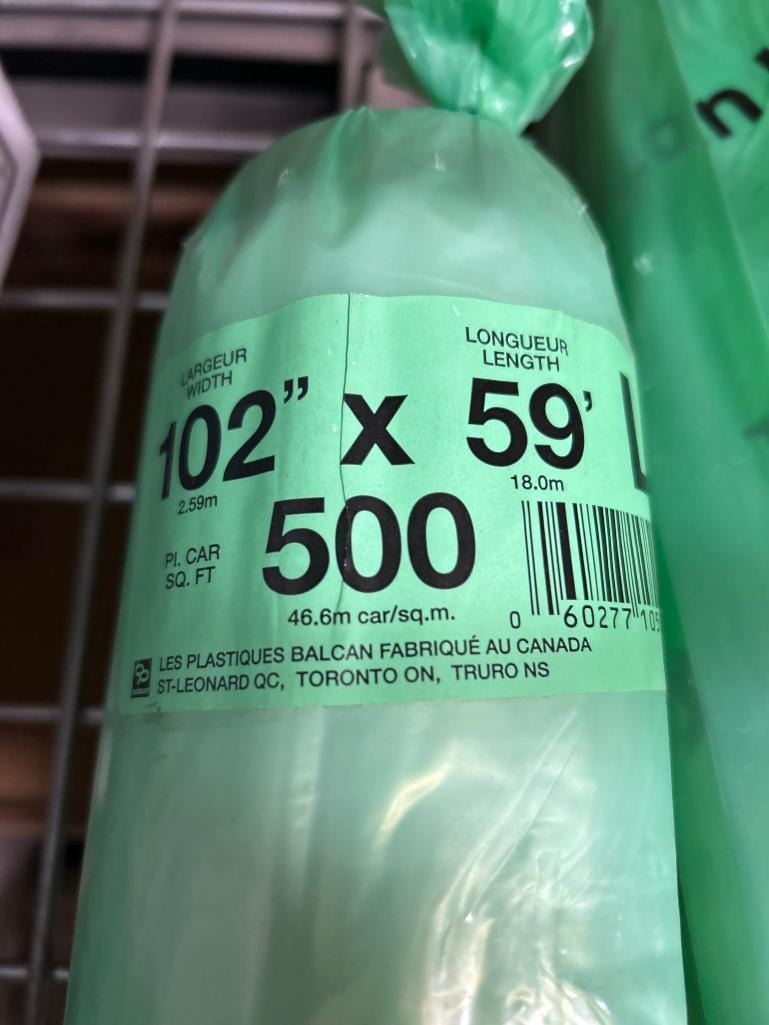 LARGEUR
WIDTH
LONGUEUR
LENGTH
102" x 59'
2.59m
18.0m
PI. CAR
SQ. FT
500
46.6m car/sq.m.
0 60277 105
LES PLASTIQUES BALCAN FABRIQUÉ AU CANADA
ST-LEONARD QC, TORONTO ON, TRURO NS